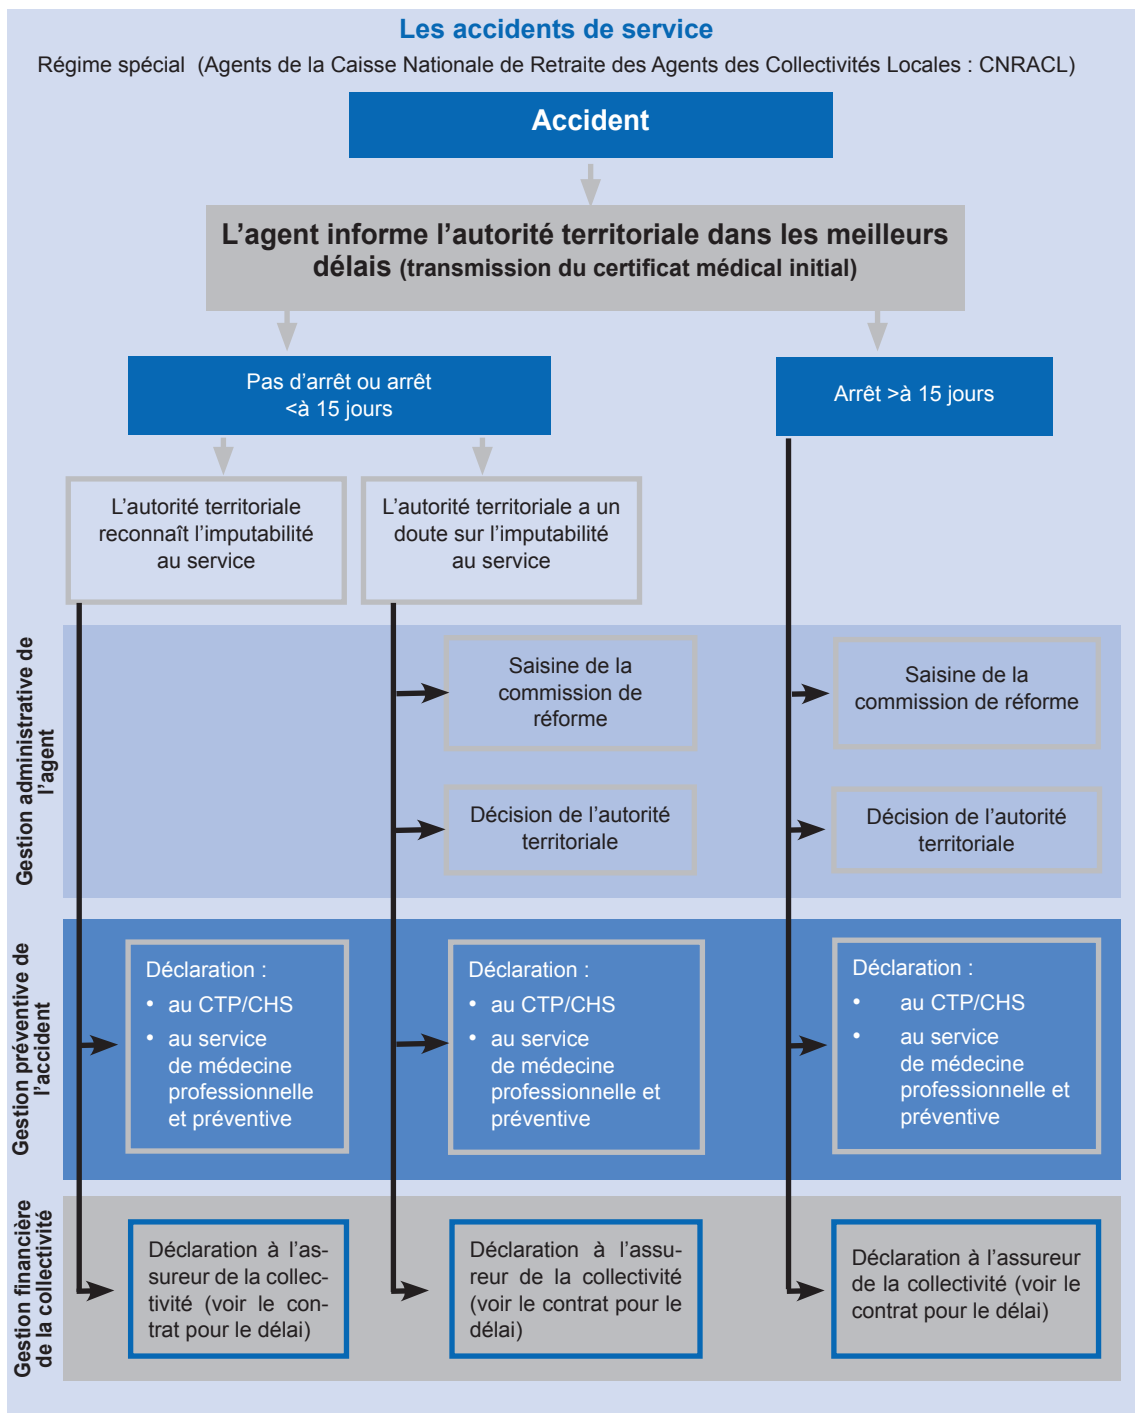 Les accidents de service
Régime spécial  (Agents de la Caisse Nationale de Retraite des Agents des Collectivités Locales : CNRACL)
Accident
L’agent informe l’autorité territoriale dans les meilleurs
délais (transmission du certificat médical initial)
Pas d’arrêt ou arrêt
<à 15 jours
Arrêt >à 15 jours
L’autorité territoriale
reconnaît l’imputabilité
au service
L’autorité territoriale a un
doute sur l’imputabilité
au service
Gestion administrative de
l’agent
Saisine de la
commission de
réforme
Saisine de la
commission de réforme
Décision de l’autorité
territoriale
Décision de l’autorité
territoriale
Gestion préventive de
l’accident
Déclaration :
• au CTP/CHS
• au service
de médecine
professionnelle
et préventive
Déclaration :
• au CTP/CHS
• au service
de médecine
professionnelle et
préventive
Déclaration :
• au CTP/CHS
• au service
de médecine
professionnelle et
préventive
Gestion financière
de la collectivité
Déclaration à l’as-
sureur de la collec-
tivité (voir le con-
trat pour le délai)
Déclaration à l’assu-
reur de la collectivité
(voir le contrat pour le
délai)
Déclaration à l’assureur
de la collectivité (voir le
contrat pour le délai)